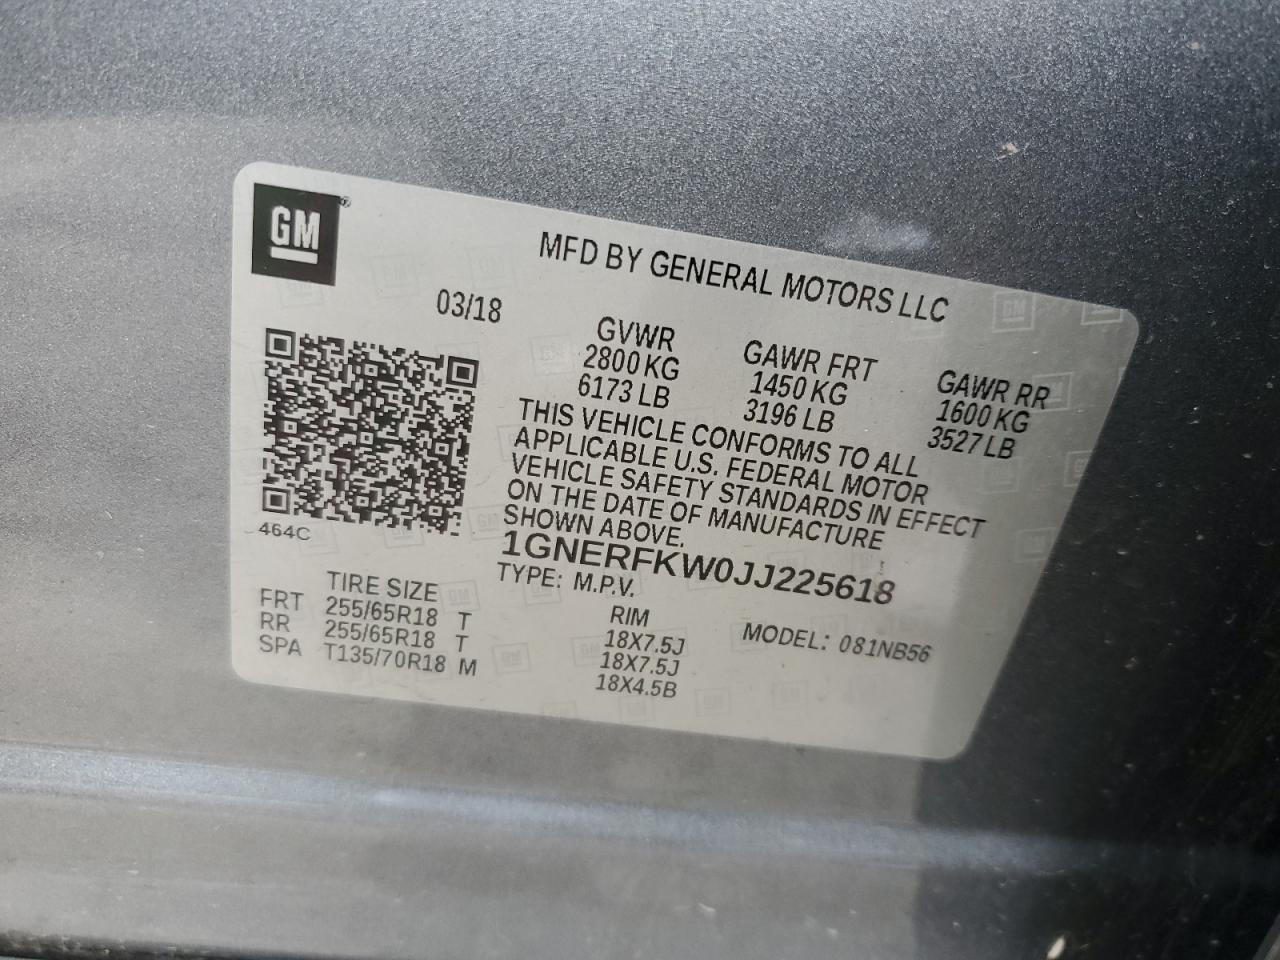 GM
MFD BY GENERAL MOTORS LLC
03/18
GVWR GAWR FRT GAWR RR
2800 KG 1450 KG 1600 KG
6173 LB 3196 LB 3527 LB
THIS VEHICLE CONFORMS TO ALL
APPLICABLE U.S. FEDERAL MOTOR
VEHICLE SAFETY STANDARDS IN EFFECT
ON THE DATE OF MANUFACTURE
SHOWN ABOVE.
464C
1GNERFKW0JJ225618
TYPE: M.P.V.
MODEL: 081NB56
TIRE SIZE RIM
FRT 255/65R18 T 18X7.5J
RR 255/65R18 T 18X7.5J
SPA T135/70R18 M 18X4.5B